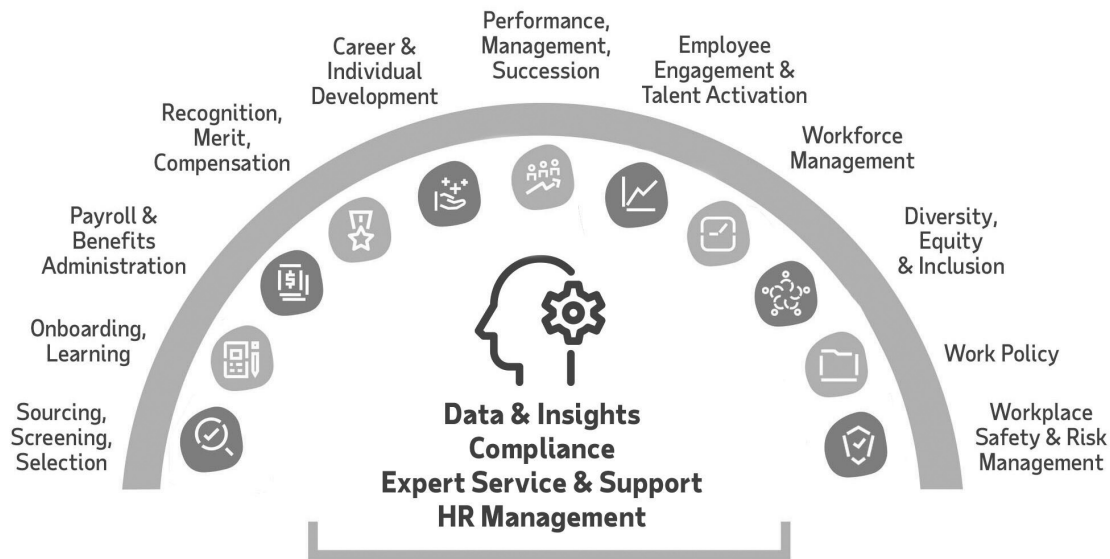 Performance,
Management,
Succession
Career &
Individual
Development
Employee
Engagement &
Talent Activation
Recognition,
Merit,
Compensation
Workforce
Management
Payroll &
Benefits
Administration
Diversity,
Equity
& Inclusion
Onboarding,
Learning
Work Policy
Sourcing,
Screening,
Selection
Workplace
Safety & Risk
Management
$
Data & Insights
Compliance
Expert Service & Support
HR Management